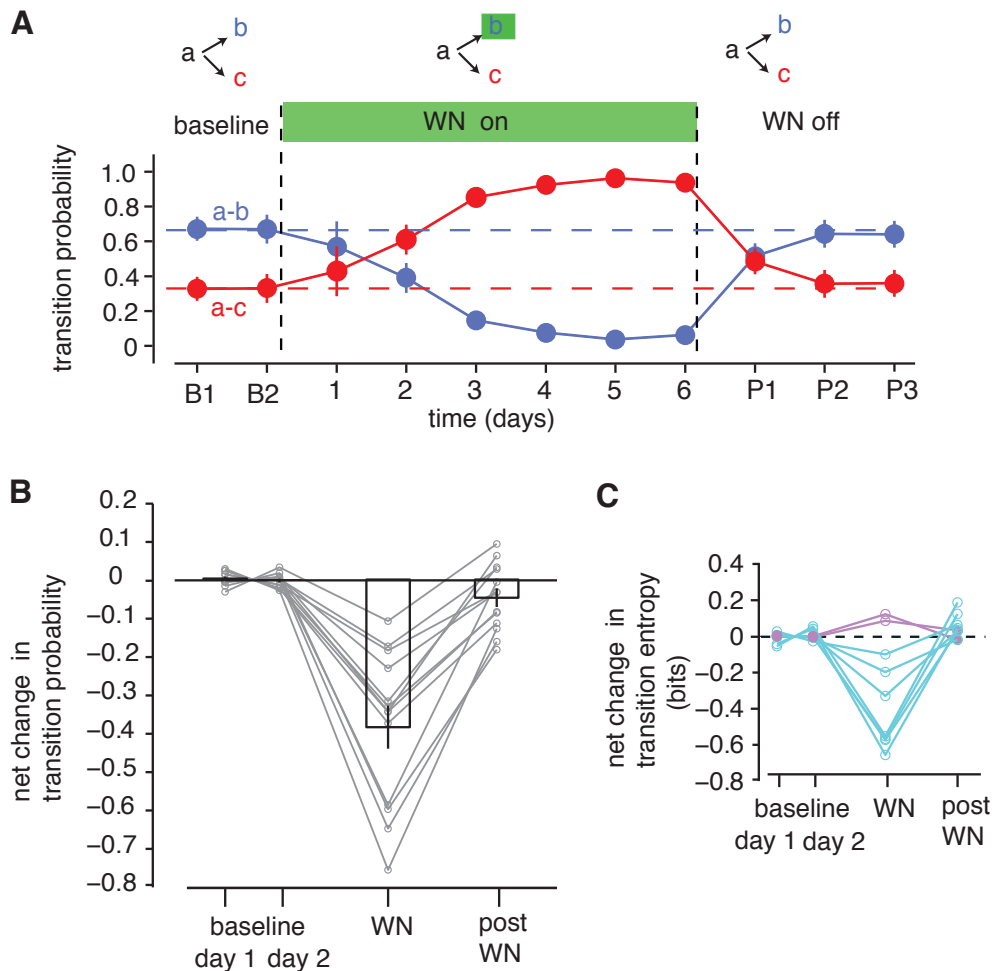 A
b
a
c
b
a
c
b
a
c
baseline
WN on
WN off
transition probability
1.0
0.8
0.6
0.4
0.2
0
a-b
a-c
B1 B2 1 2 3 4 5 6 P1 P2 P3
time (days)
B
net change in
transition probability
0.2
0.1
0
−0.1
−0.2
−0.3
−0.4
−0.5
−0.6
−0.7
−0.8
baseline WN post
day 1 day 2 WN
C
net change in
transition entropy
(bits)
0.4
0.2
0
−0.2
−0.4
−0.6
−0.8
baseline WN post
day 1 day 2 WN